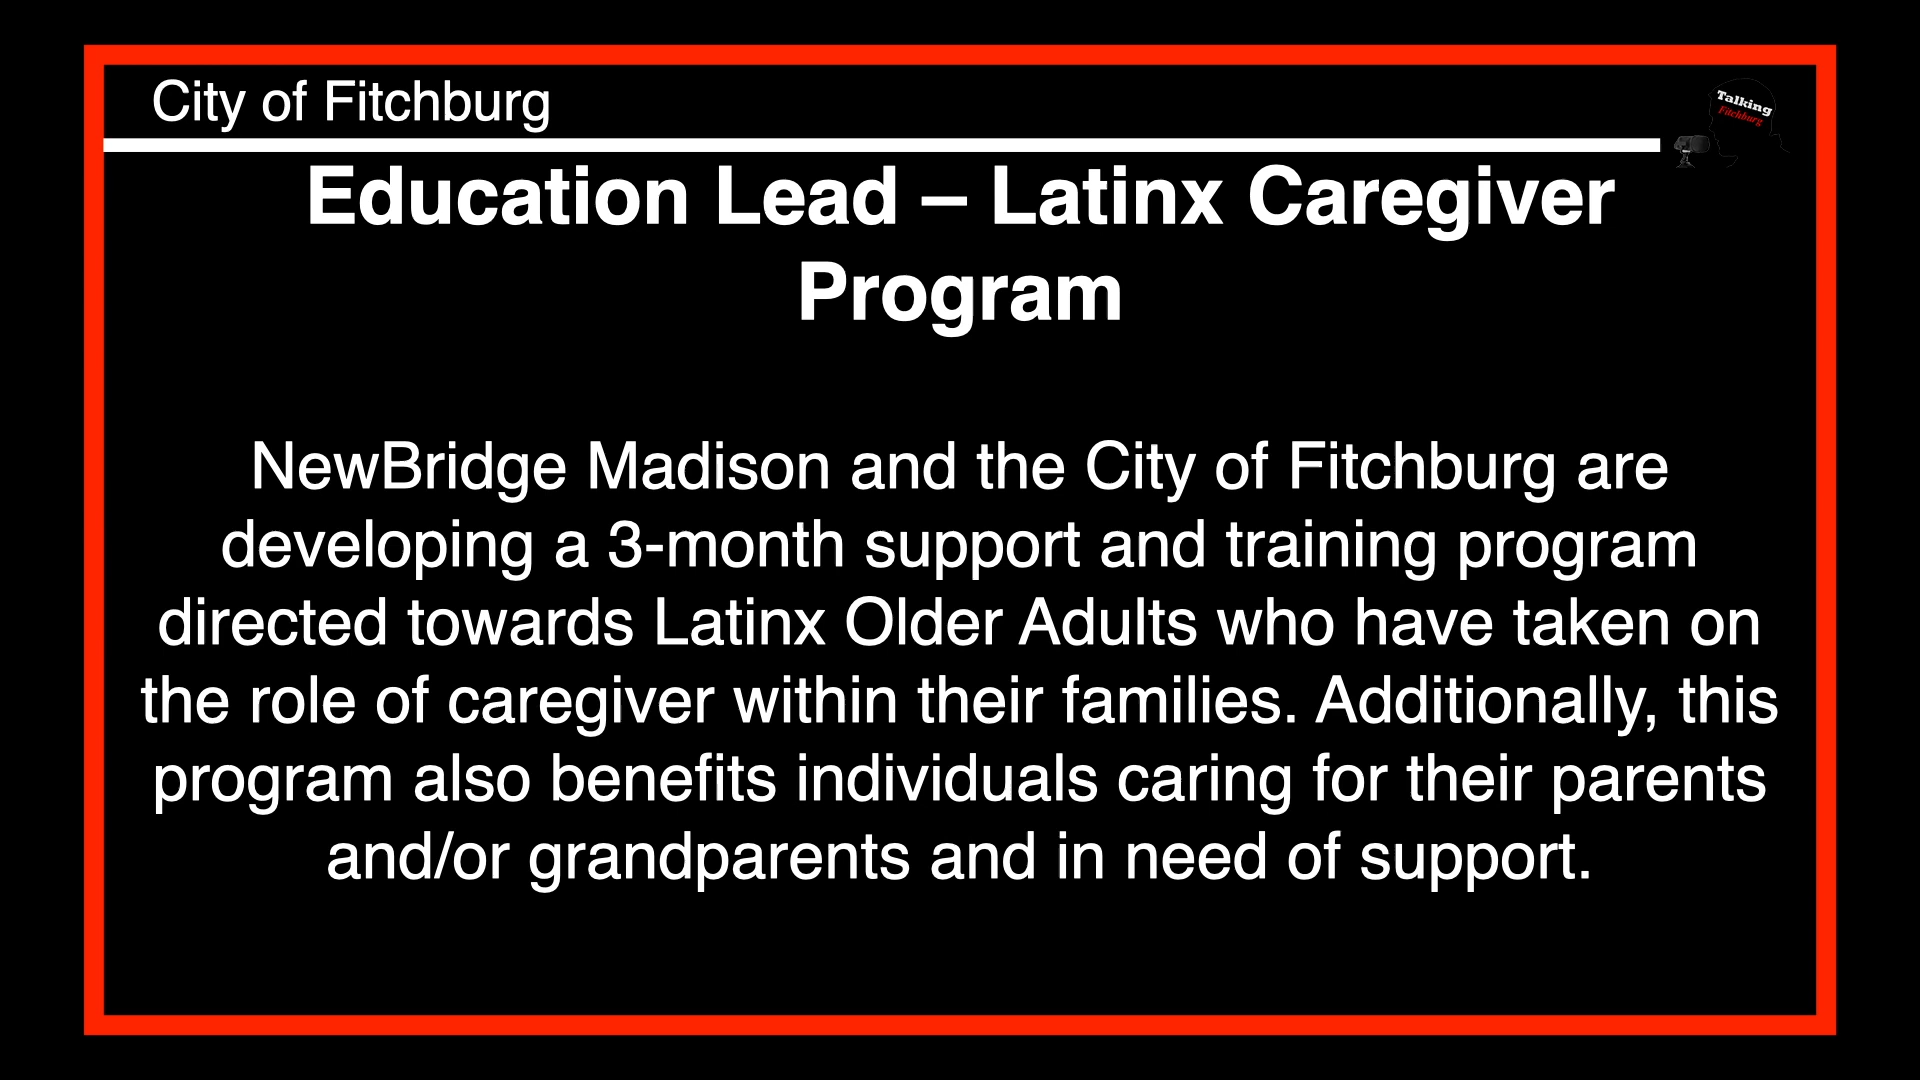 City of Fitchburg
Talking
Fitchburg
Education Lead – Latinx Caregiver
Program
NewBridge Madison and the City of Fitchburg are
developing a 3-month support and training program
directed towards Latinx Older Adults who have taken on
the role of caregiver within their families. Additionally, this
program also benefits individuals caring for their parents
and/or grandparents and in need of support.